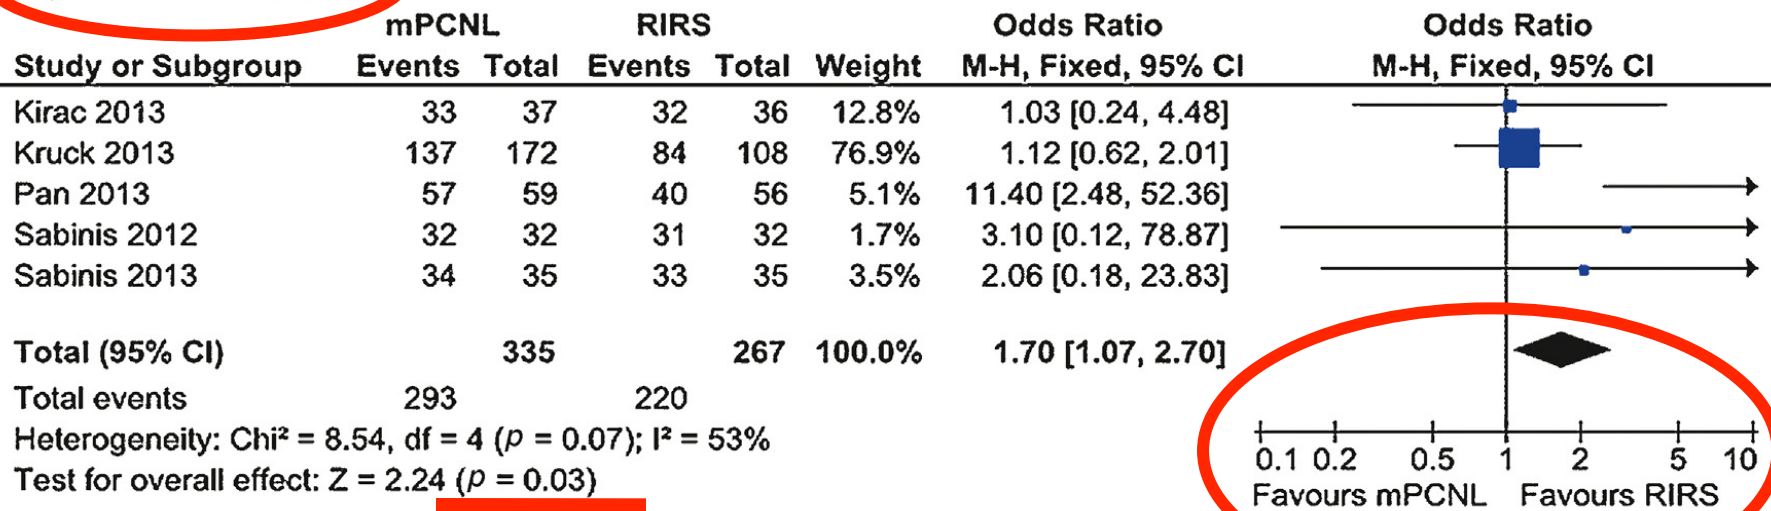 mPCNL RIRS Odds Ratio Odds Ratio
Study or Subgroup Events Total Events Total Weight M-H, Fixed, 95% CI M-H, Fixed, 95% CI
Kirac 2013 33 37 32 36 12.8% 1.03 [0.24, 4.48]
Kruck 2013 137 172 84 108 76.9% 1.12 [0.62, 2.01]
Pan 2013 57 59 40 56 5.1% 11.40 [2.48, 52.36]
Sabinis 2012 32 32 31 32 1.7% 3.10 [0.12, 78.87]
Sabinis 2013 34 35 33 35 3.5% 2.06 [0.18, 23.83]
Total (95% CI) 335 267 100.0% 1.70 [1.07, 2.70]
Total events 293 220
Heterogeneity: Chi² = 8.54, df = 4 (p = 0.07); I² = 53%
Test for overall effect: Z = 2.24 (p = 0.03)
0.1 0.2 0.5 1 2 5 10
Favours mPCNL Favours RIRS